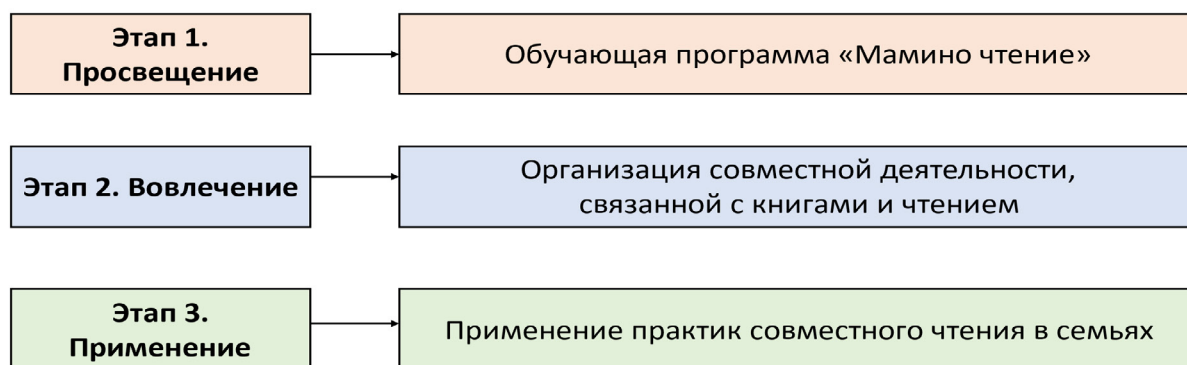 Этап 1.
Просвещение
Обучающая программа «Мамино чтение»
Этап 2. Вовлечение
Организация совместной деятельности,
связанной с книгами и чтением
Этап 3.
Применение
Применение практик совместного чтения в семьях